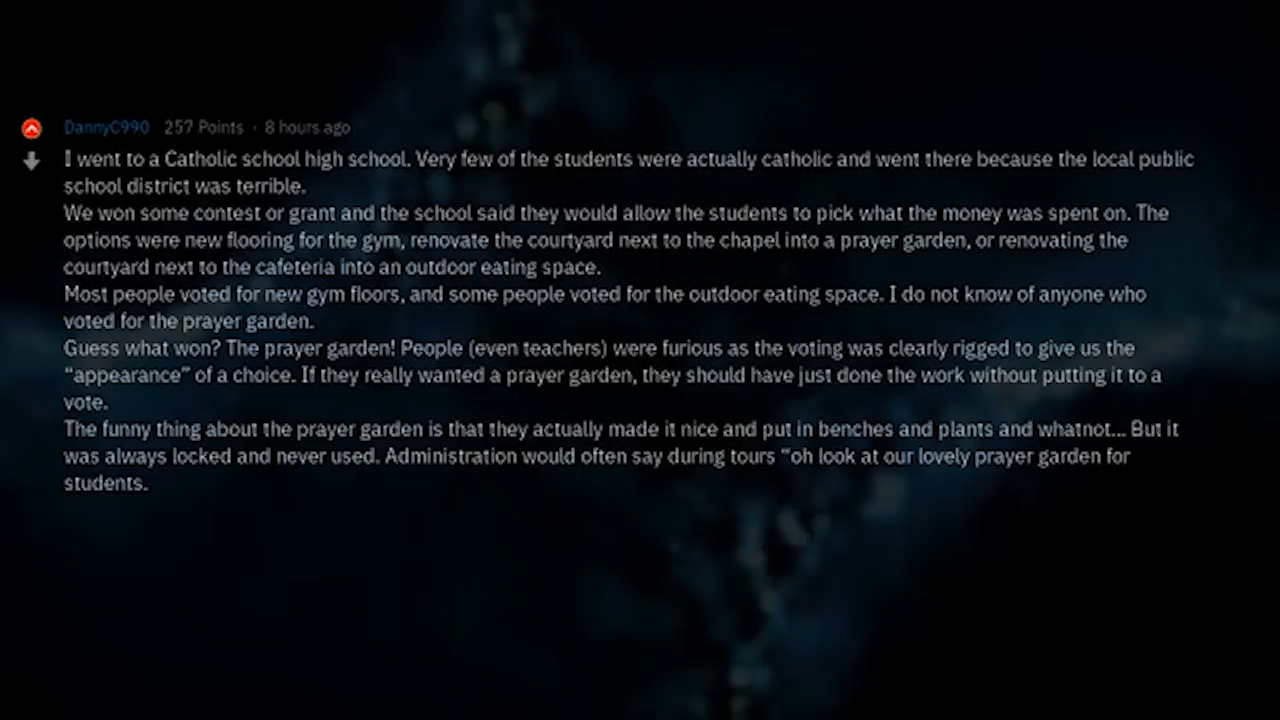 DannyC990 257 Points · 8 hours ago
I went to a Catholic school high school. Very few of the students were actually catholic and went there because the local public
school district was terrible.
We won some contest or grant and the school said they would allow the students to pick what the money was spent on. The
options were new flooring for the gym, renovate the courtyard next to the chapel into a prayer garden, or renovating the
courtyard next to the cafeteria into an outdoor eating space.
Most people voted for new gym floors, and some people voted for the outdoor eating space. I do not know of anyone who
voted for the prayer garden.
Guess what won? The prayer garden! People (even teachers) were furious as the voting was clearly rigged to give us the
“appearance” of a choice. If they really wanted a prayer garden, they should have just done the work without putting it to a
vote.
The funny thing about the prayer garden is that they actually made it nice and put in benches and plants and whatnot... But it
was always locked and never used. Administration would often say during tours “oh look at our lovely prayer garden for
students.